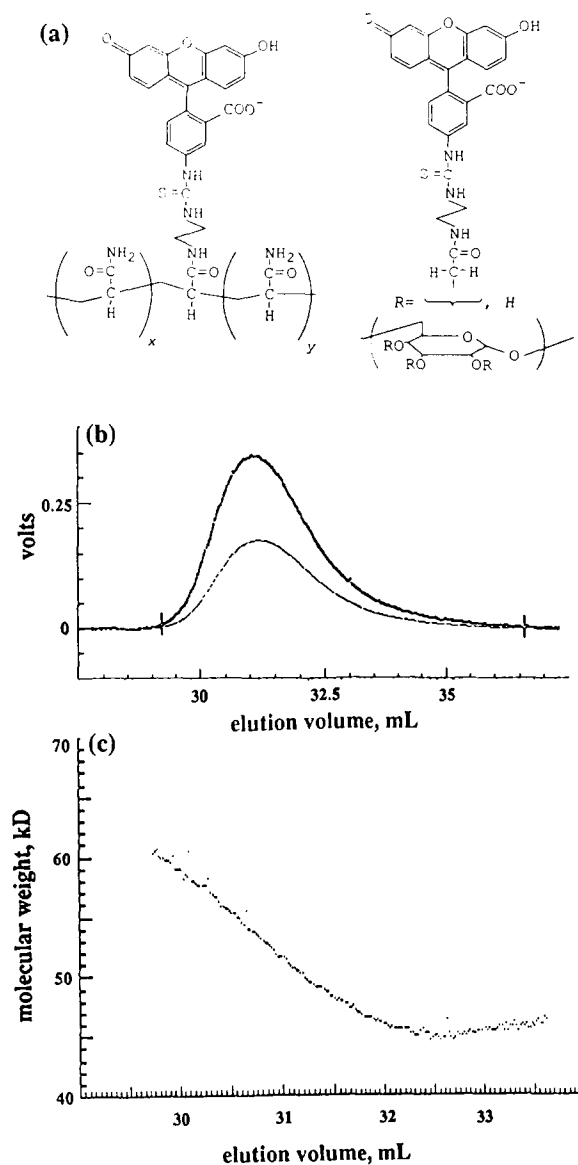 (a)
O O OH
COO⁻
NH
S=C
NH
NH₂ NH NH₂
O=C C=O O=C
C C C
H H H
x y
O O OH
COO⁻
NH
S=C
NH
NH
C=O
H-C-H
R= , H
O
RO O
RO OR
(b)
0.25
volts
0
30 32.5 35
elution volume, mL
(c)
70
60
molecular weight, kD
50
40
30 31 32 33
elution volume, mL